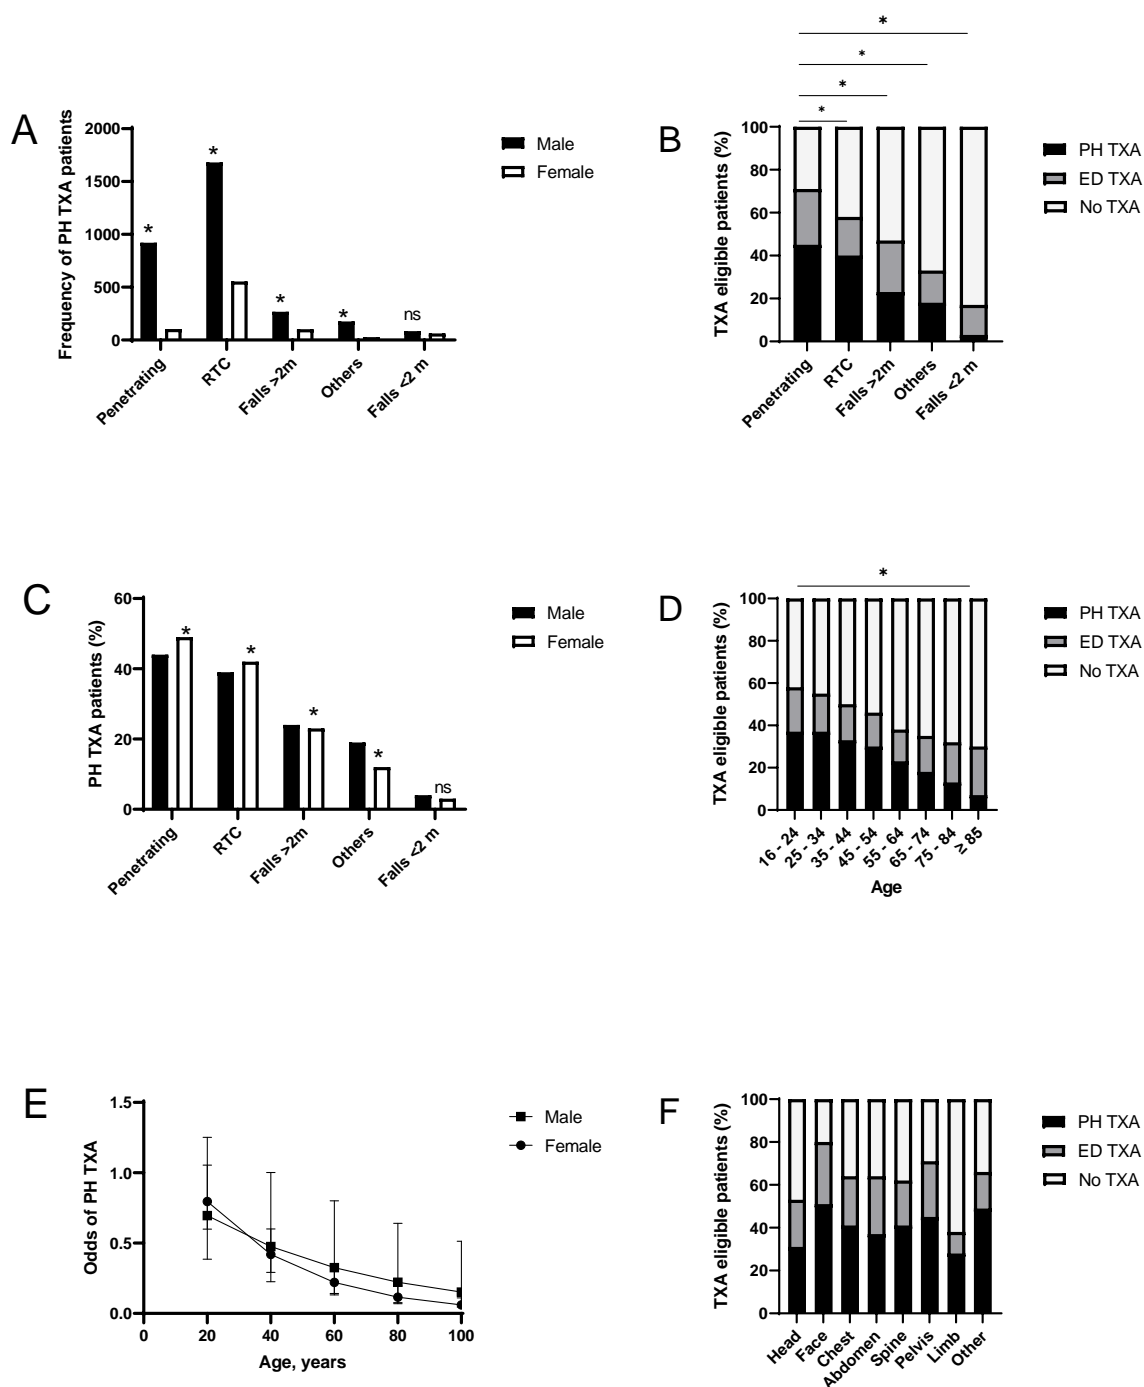 A
Frequency of PH TXA patients
2000
1500
1000
500
0
*
*
*
*
ns
Penetrating
RTC
Falls >2m
Others
Falls <2 m
Male
Female
B
TXA eligible patients (%)
100
80
60
40
20
0
*
*
*
*
Penetrating
RTC
Falls >2m
Others
Falls <2 m
PH TXA
ED TXA
No TXA
C
PH TXA patients (%)
60
40
20
0
*
*
*
*
ns
Penetrating
RTC
Falls >2m
Others
Falls <2 m
Male
Female
D
TXA eligible patients (%)
100
80
60
40
20
0
*
16 - 24
25 - 34
35 - 44
45 - 54
55 - 64
65 - 74
75 - 84
≥ 85
Age
PH TXA
ED TXA
No TXA
E
Odds of PH TXA
1.5
1.0
0.5
0.0
0
20
40
60
80
100
Age, years
Male
Female
F
TXA eligible patients (%)
100
80
60
40
20
0
Head
Face
Chest
Abdomen
Spine
Pelvis
Limb
Other
PH TXA
ED TXA
No TXA